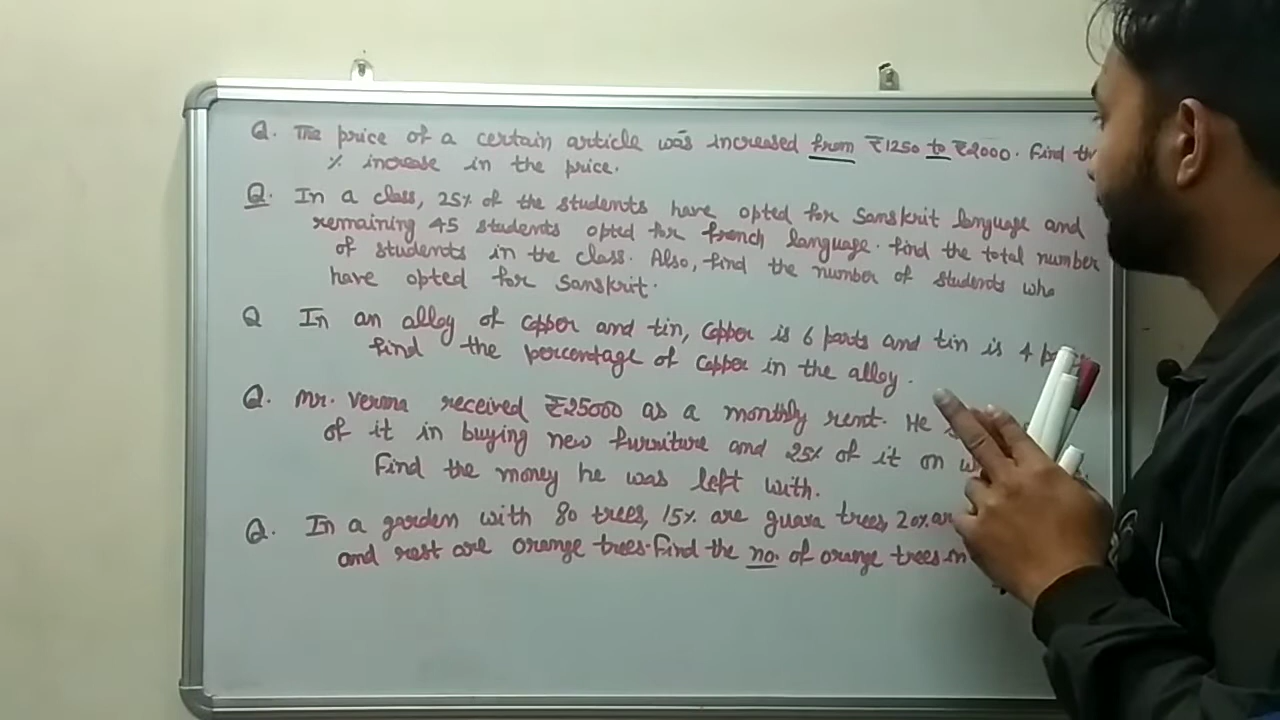 Q. The price of a certain article was increased from ₹1250 to ₹2000. Find
% increase in the price.
Q. In a class, 25% of the students have opted for Sanskrit language and
remaining 45 students opted for french language. find the total number
of students in the class. Also, find the number of students who
have opted for Sanskrit.
Q In an alloy of copper and tin, copper is 6 parts and tin is 4
find the percentage of copper in the alloy.
Q. Mr. Verma received ₹25000 as a monthly rent. He
of it in buying new furniture and 25% of it on
Find the money he was left with.
Q. In a garden with 80 trees, 15% are guava trees, 20%
and rest are orange trees. Find the no. of orange trees in